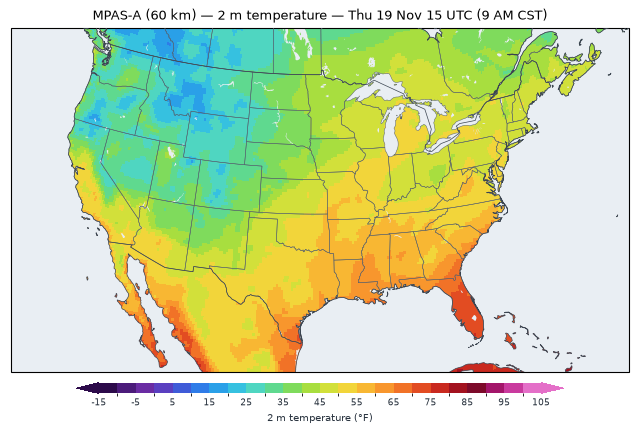 MPAS-A (60 km) — 2 m temperature — Thu 19 Nov 15 UTC (9 AM CST)
-15 -5 5 15 25 35 45 55 65 75 85 95 105
2 m temperature (°F)